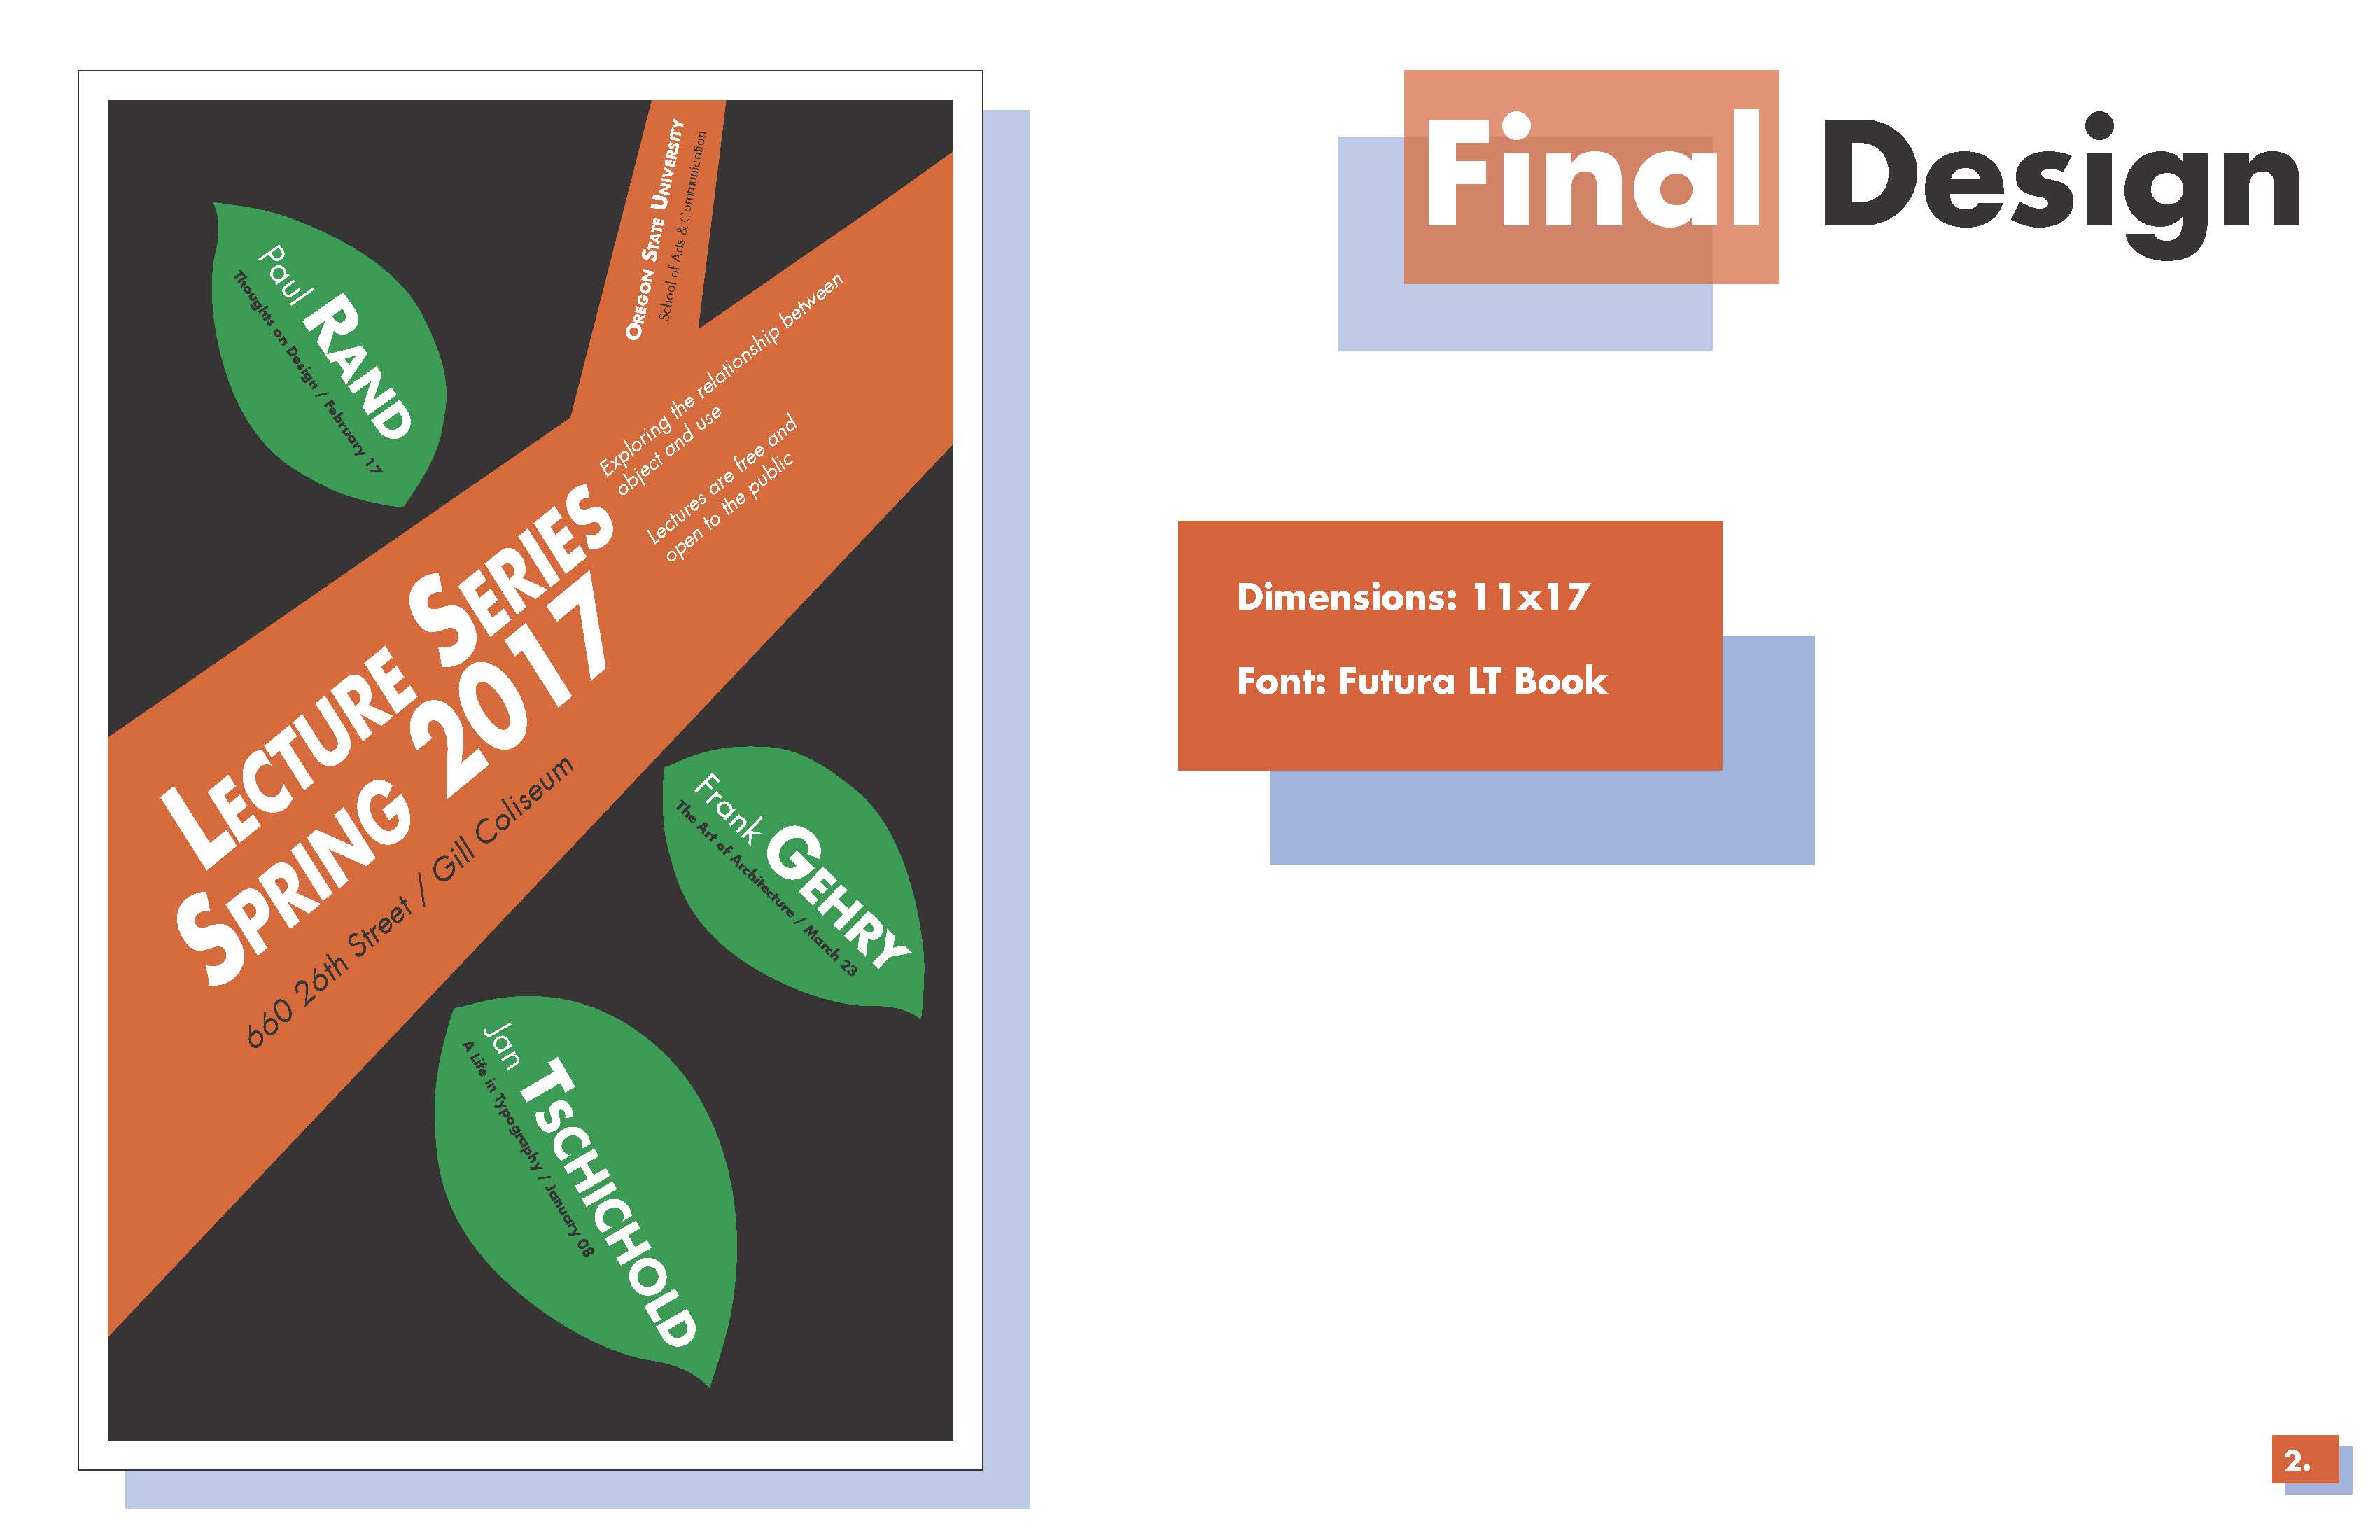 Final Design
OREGON STATE UNIVERSITY
School of Arts & Communication
Paul RAND
Thoughts on Design / February 17
Exploring the relationship between
object and use
Lectures are free and
open to the public
LECTURE SERIES
SPRING 2017
660 26th Street / Gill Coliseum
Frank GEHRY
The Art of Architecture / March 23
Jan TSCHICHOLD
A Life in Typography / January 08
Dimensions: 11x17
Font: Futura LT Book
2.